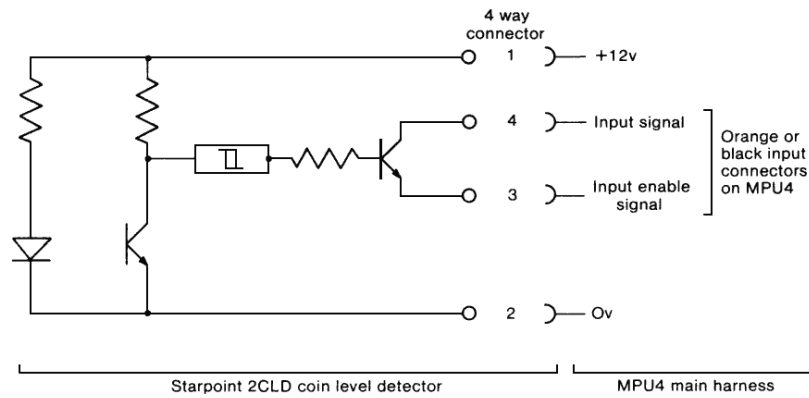 4 way
connector
1
+12v
4
Input signal
Orange or
black input
connectors
on MPU4
3
Input enable
signal
2
Ov
Starpoint 2CLD coin level detector
MPU4 main harness